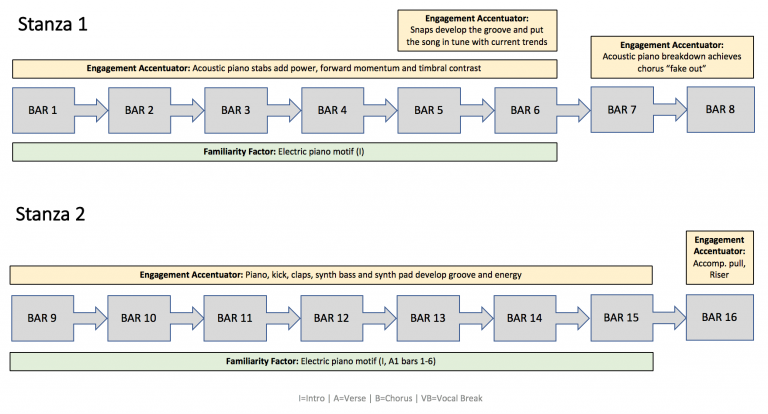 Stanza 1
Engagement Accentuator:
Snaps develop the groove and put
the song in tune with current trends
Engagement Accentuator:
Acoustic piano breakdown achieves
chorus “fake out”
Engagement Accentuator: Acoustic piano stabs add power, forward momentum and timbral contrast
BAR 1 BAR 2 BAR 3 BAR 4 BAR 5 BAR 6 BAR 7 BAR 8
Familiarity Factor: Electric piano motif (I)
Stanza 2
Engagement
Accentuator:
Accomp. pull,
Riser
Engagement Accentuator: Piano, kick, claps, synth bass and synth pad develop groove and energy
BAR 9 BAR 10 BAR 11 BAR 12 BAR 13 BAR 14 BAR 15 BAR 16
Familiarity Factor: Electric piano motif (I, A1 bars 1-6)
I=Intro | A=Verse | B=Chorus | VB=Vocal Break